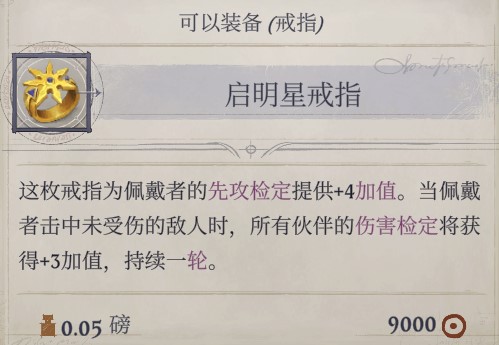 可以装备 (戒指)
启明星戒指
这枚戒指为佩戴者的先攻检定提供+4加值。当佩戴
者击中未受伤的敌人时，所有伙伴的伤害检定将获
得+3加值，持续一轮。
0.05 磅
9000